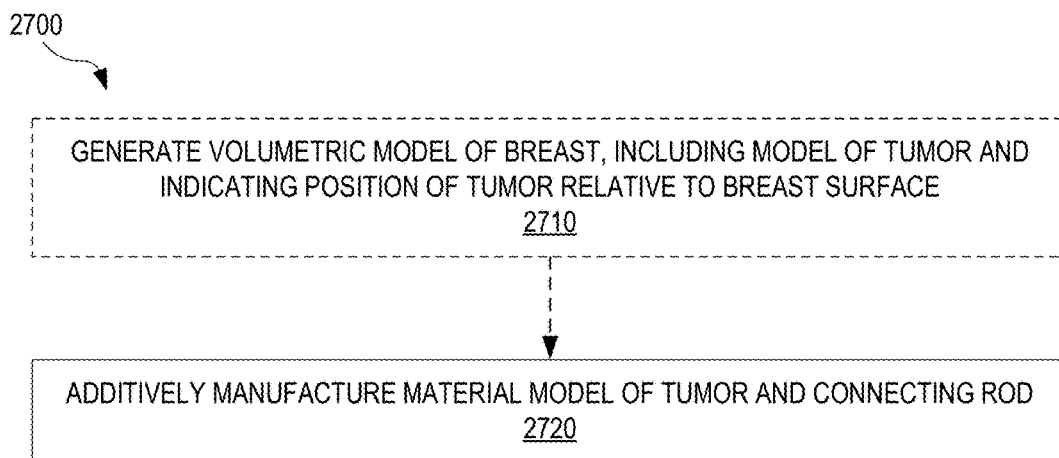 2700
GENERATE VOLUMETRIC MODEL OF BREAST, INCLUDING MODEL OF TUMOR AND
INDICATING POSITION OF TUMOR RELATIVE TO BREAST SURFACE
2710
ADDITIVELY MANUFACTURE MATERIAL MODEL OF TUMOR AND CONNECTING ROD
2720